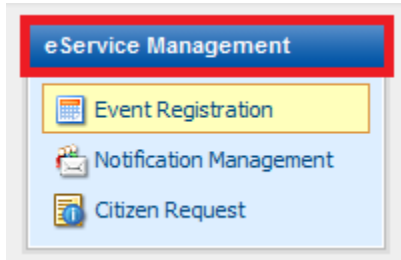 eService Management
Event Registration
Notification Management
Citizen Request